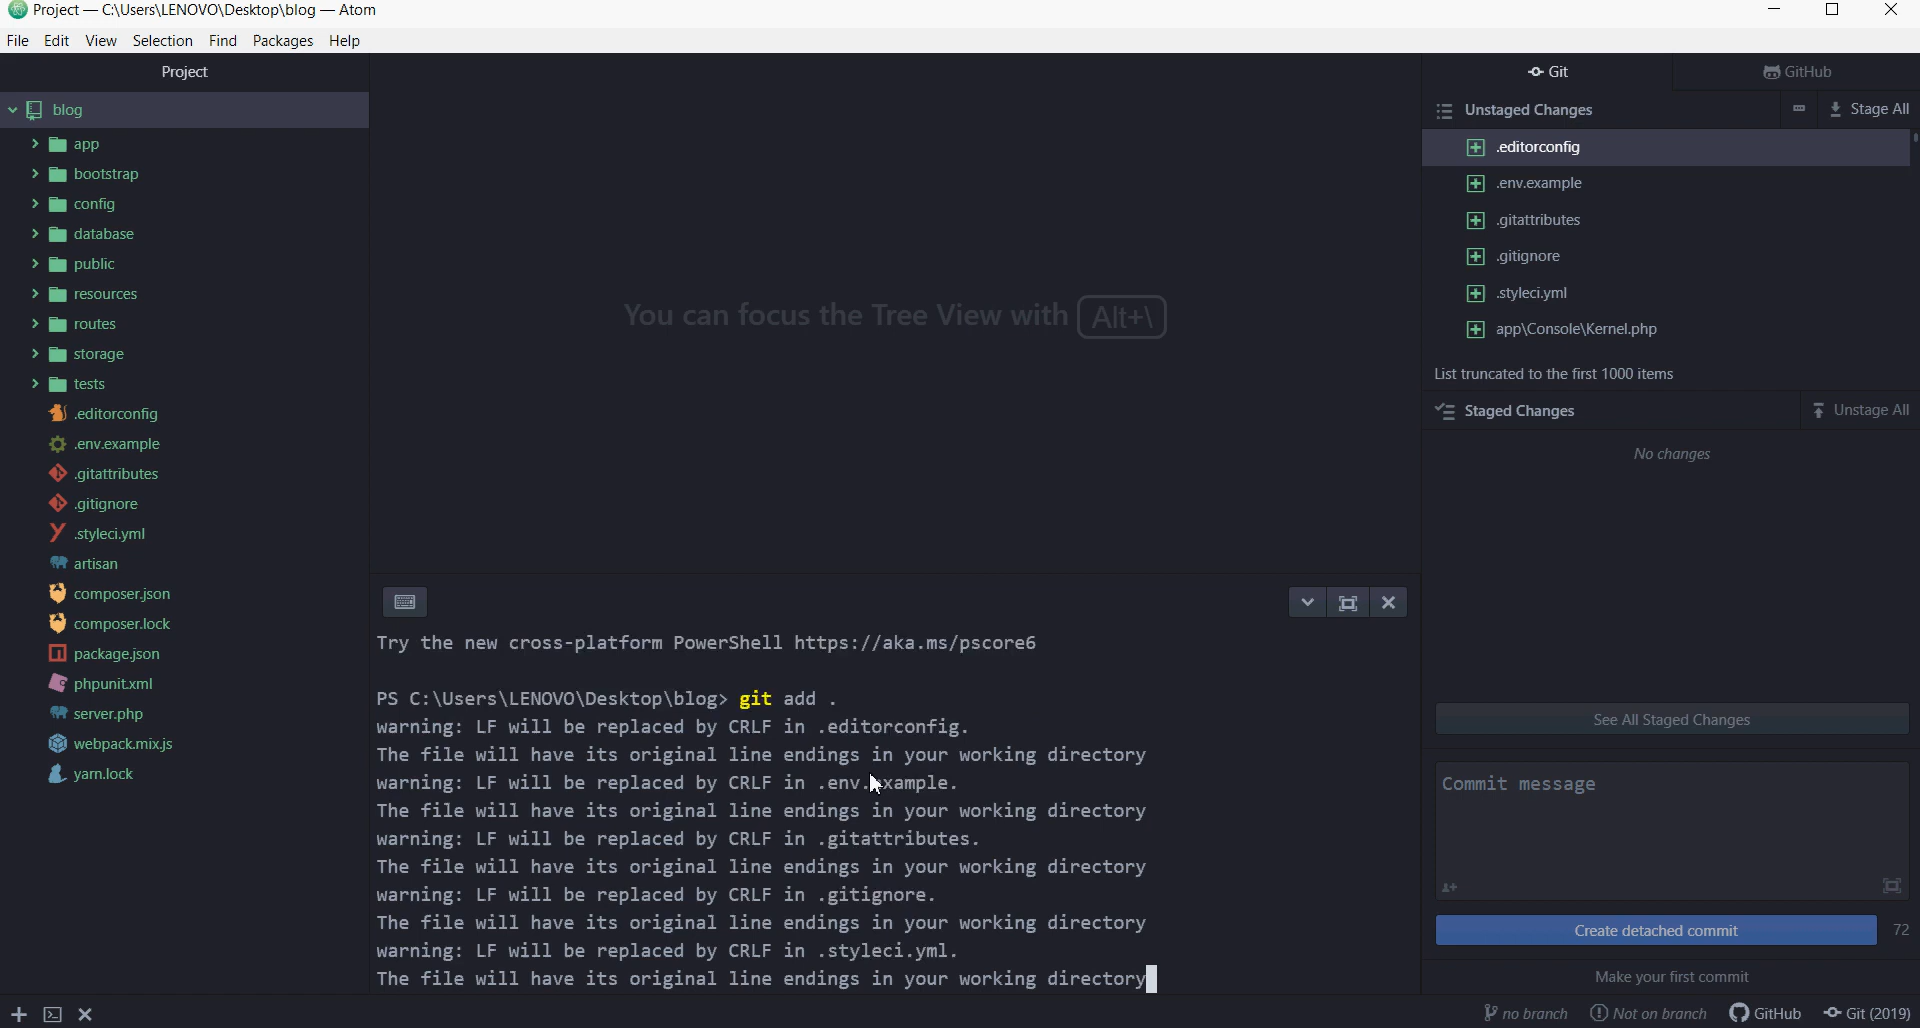 Project — C:\Users\LENOVO\Desktop\blog — Atom
File Edit View Selection Find Packages Help
Project
blog
app
bootstrap
config
database
public
resources
routes
storage
tests
.editorconfig
.env.example
.gitattributes
.gitignore
.styleci.yml
artisan
composer.json
composer.lock
package.json
phpunit.xml
server.php
webpack.mix.js
yarn.lock
You can focus the Tree View with Alt+\
Try the new cross-platform PowerShell https://aka.ms/pscore6
PS C:\Users\LENOVO\Desktop\blog> git add .
warning: LF will be replaced by CRLF in .editorconfig.
The file will have its original line endings in your working directory
warning: LF will be replaced by CRLF in .env.example.
The file will have its original line endings in your working directory
warning: LF will be replaced by CRLF in .gitattributes.
The file will have its original line endings in your working directory
warning: LF will be replaced by CRLF in .gitignore.
The file will have its original line endings in your working directory
warning: LF will be replaced by CRLF in .styleci.yml.
The file will have its original line endings in your working directory
Git GitHub
Unstaged Changes Stage All
.editorconfig
.env.example
.gitattributes
.gitignore
.styleci.yml
app\Console\Kernel.php
List truncated to the first 1000 items
Staged Changes Unstage All
No changes
See All Staged Changes
Commit message
Create detached commit 72
Make your first commit
no branch Not on branch GitHub Git (2019)